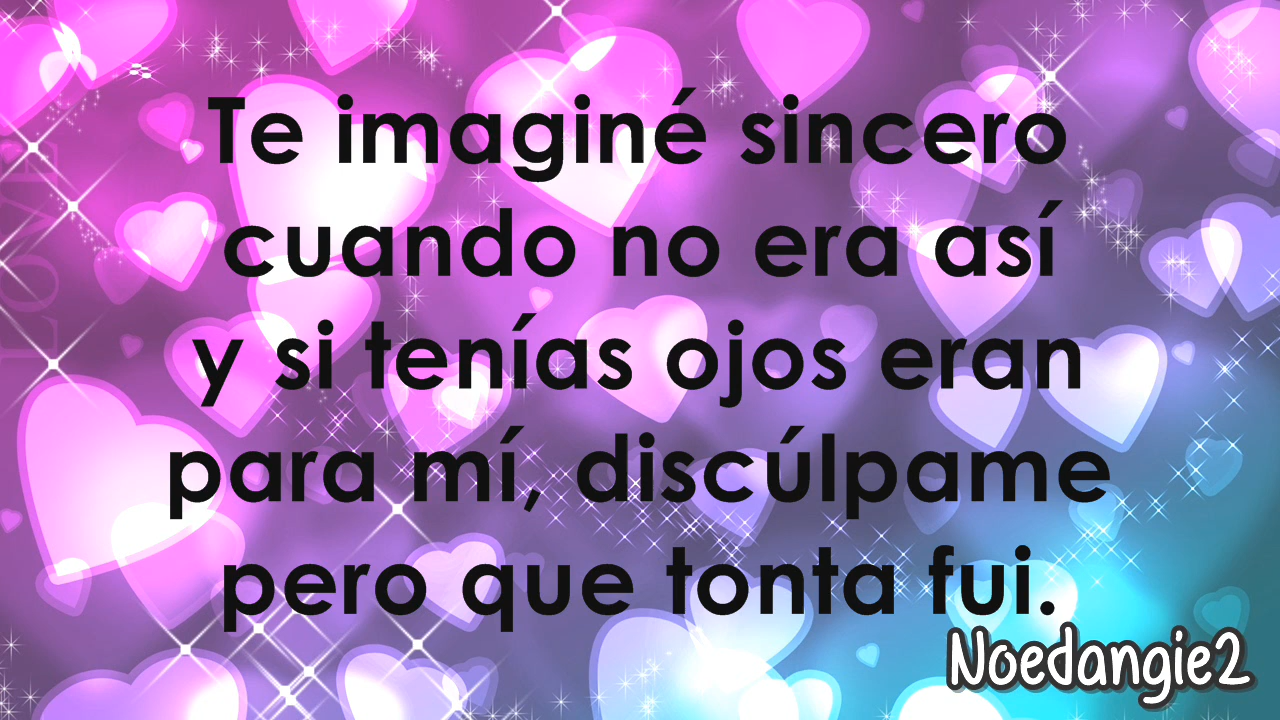 Te imaginé sincero
cuando no era así
y si tenías ojos eran
para mí, discúlpame
pero que tonta fui.
Noedangie2
LOVE